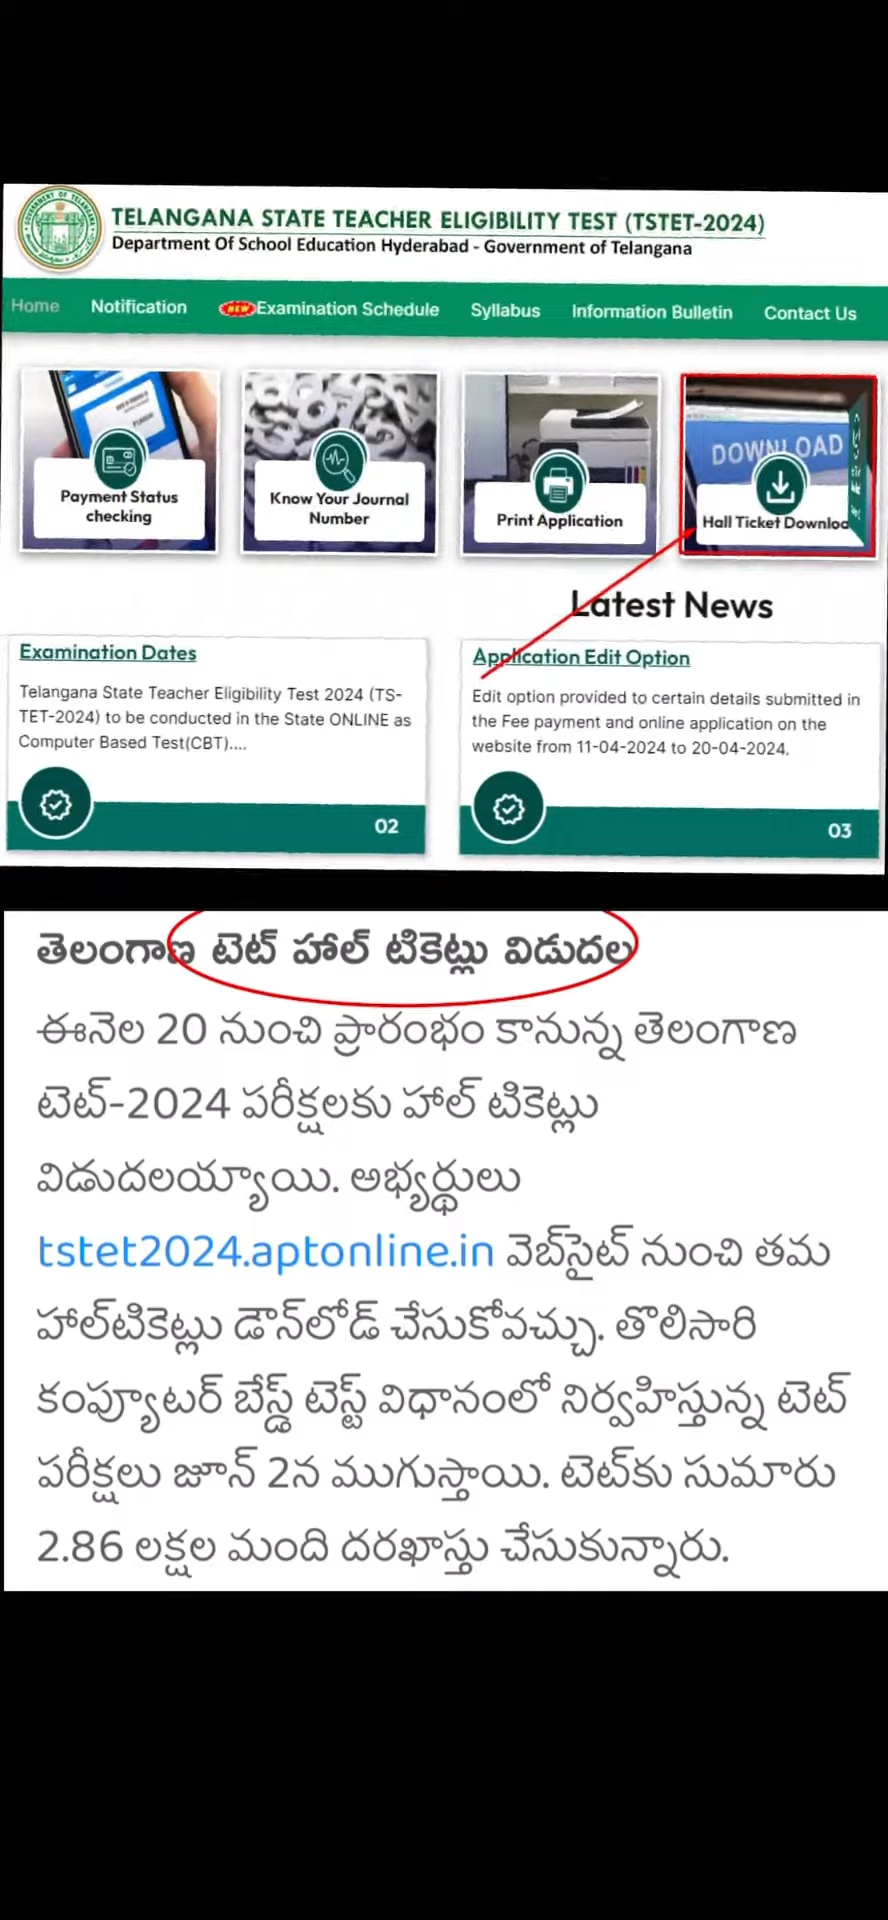 TELANGANA STATE TEACHER ELIGIBILITY TEST (TSTET-2024)
Department Of School Education Hyderabad - Government of Telangana
Home Notification NEW Examination Schedule Syllabus Information Bulletin Contact Us
DOWNLOAD
Payment Status
checking
Know Your Journal
Number
Print Application
Hall Ticket Downloa
Latest News
Examination Dates
Telangana State Teacher Eligibility Test 2024 (TS-
TET-2024) to be conducted in the State ONLINE as
Computer Based Test(CBT)....
02
Application Edit Option
Edit option provided to certain details submitted in
the Fee payment and online application on the
website from 11-04-2024 to 20-04-2024.
03
తెలంగాణ టెట్ హాల్ టికెట్లు విడుదల
ఈనెల 20 నుంచి ప్రారంభం కానున్న తెలంగాణ
టెట్-2024 పరీక్షలకు హాల్ టికెట్లు
విడుదలయ్యాయి. అభ్యర్థులు
tstet2024.aptonline.in వెబ్‌సైట్ నుంచి తమ
హాల్‌టికెట్లు డౌన్‌లోడ్ చేసుకోవచ్చు. తొలిసారి
కంప్యూటర్ బేస్డ్ టెస్ట్ విధానంలో నిర్వహిస్తున్న టెట్
పరీక్షలు జూన్ 2న ముగుస్తాయి. టెట్‌కు సుమారు
2.86 లక్షల మంది దరఖాస్తు చేసుకున్నారు.